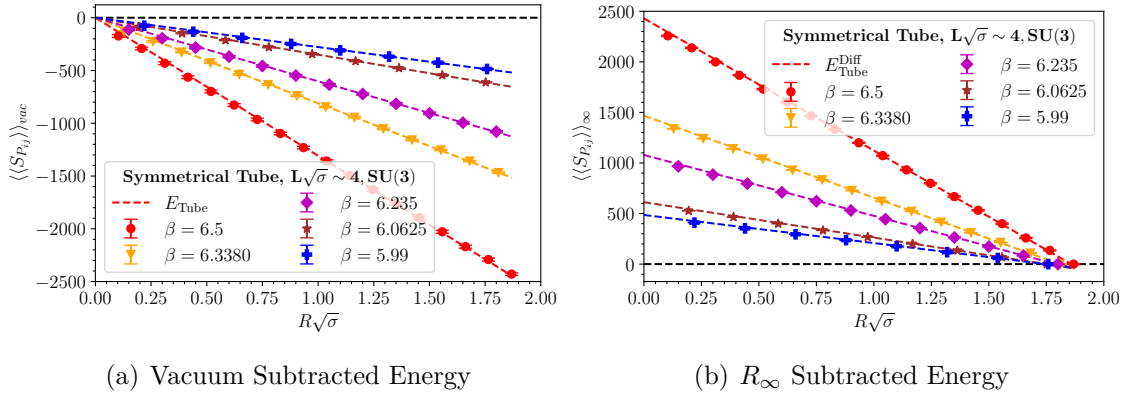 0
−500
−1000
−1500
−2000
−2500
⟨⟨S_{P_{ij}}⟩⟩_{vac}
0.00 0.25 0.50 0.75 1.00 1.25 1.50 1.75 2.00
R√σ
Symmetrical Tube, L√σ ∼ 4, SU(3)
E_Tube
β = 6.5
β = 6.3380
β = 6.235
β = 6.0625
β = 5.99
(a) Vacuum Subtracted Energy
2500
2000
1500
1000
500
0
⟨⟨S_{P_{ij}}⟩⟩_∞
0.00 0.25 0.50 0.75 1.00 1.25 1.50 1.75 2.00
R√σ
Symmetrical Tube, L√σ ∼ 4, SU(3)
E_Tube^Diff
β = 6.5
β = 6.3380
β = 6.235
β = 6.0625
β = 5.99
(b) R_∞ Subtracted Energy